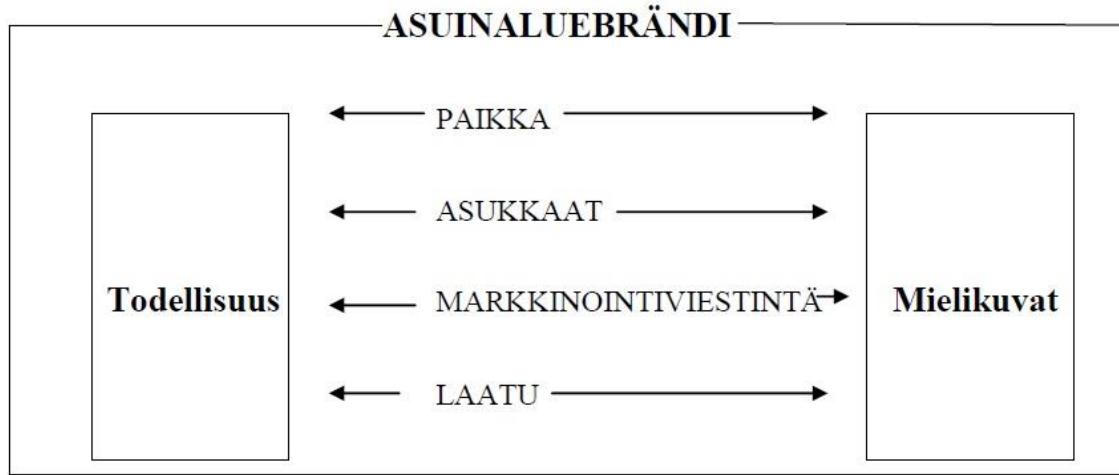 ASUINALUEBRÄNDI
PAIKKA
ASUKKAAT
Todellisuus
MARKKINOINTIVIESTINTÄ
Mielikuvat
LAATU